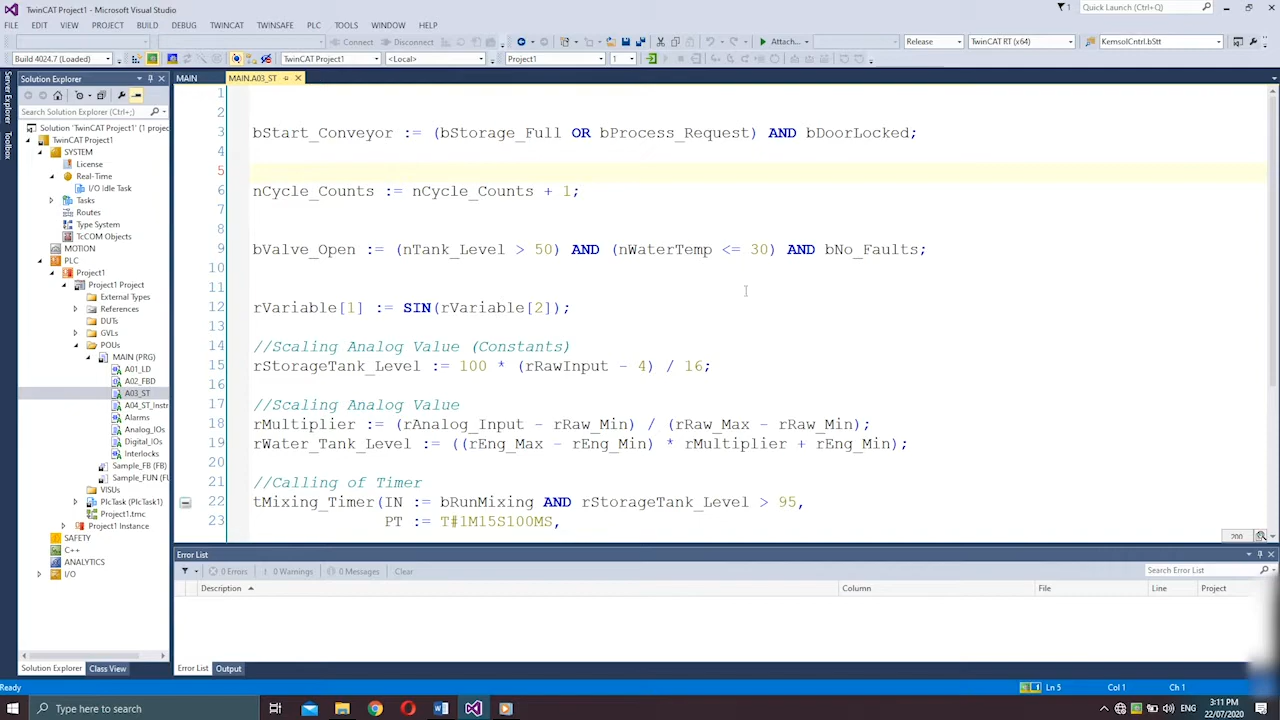 TwinCAT Project1 - Microsoft Visual Studio
1 Quick Launch (Ctrl+Q)
FILE EDIT VIEW PROJECT BUILD DEBUG TWINCAT TWINSAFE PLC TOOLS WINDOW HELP
Connect Disconnect Attach... Release TwinCAT RT (x64) KemsolCntrl.bStt
Build 4024.7 (Loaded) TwinCAT Project1 <Local> Project1 1
Server Explorer
Toolbox
Solution Explorer
Search Solution Explorer (Ctrl+;)
Solution 'TwinCAT Project1' (1 projec
TwinCAT Project1
SYSTEM
License
Real-Time
I/O Idle Task
Tasks
Routes
Type System
TcCOM Objects
MOTION
PLC
Project1
Project1 Project
External Types
References
DUTs
GVLs
POUs
MAIN (PRG)
A01_LD
A02_FBD
A03_ST
A04_ST_Instr
Alarms
Analog_IOs
Digital_IOs
Interlocks
Sample_FB (FB)
Sample_FUN (FUN
VISUs
PlcTask (PlcTask1)
Project1.tmc
Project1 Instance
SAFETY
C++
ANALYTICS
I/O
Solution Explorer Class View
MAIN MAIN.A03_ST
1
2
3 bStart_Conveyor := (bStorage_Full OR bProcess_Request) AND bDoorLocked;
4
5
6 nCycle_Counts := nCycle_Counts + 1;
7
8
9 bValve_Open := (nTank_Level > 50) AND (nWaterTemp <= 30) AND bNo_Faults;
10
11
12 rVariable[1] := SIN(rVariable[2]);
13
14 //Scaling Analog Value (Constants)
15 rStorageTank_Level := 100 * (rRawInput - 4) / 16;
16
17 //Scaling Analog Value
18 rMultiplier := (rAnalog_Input - rRaw_Min) / (rRaw_Max - rRaw_Min);
19 rWater_Tank_Level := ((rEng_Max - rEng_Min) * rMultiplier + rEng_Min);
20
21 //Calling of Timer
22 tMixing_Timer(IN := bRunMixing AND rStorageTank_Level > 95,
23 PT := T#1M15S100MS,
200
Error List
0 Errors 0 Warnings 0 Messages Clear Search Error List
Description Column File Line Project
Error List Output
Ready Ln 5 Col 1 Ch 1
Type here to search
3:11 PM
22/07/2020